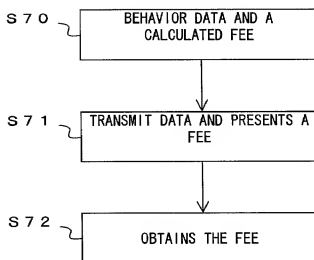 S70
BEHAVIOR DATA AND A
CALCULATED FEE
S71
TRANSMIT DATA AND PRESENTS A
FEE
S72
OBTAINS THE FEE